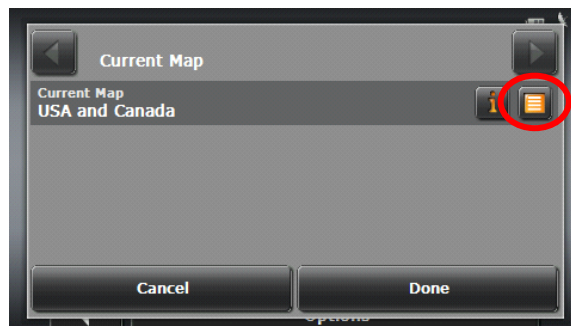 Current Map
Current Map
USA and Canada
i
Cancel
Done
Options